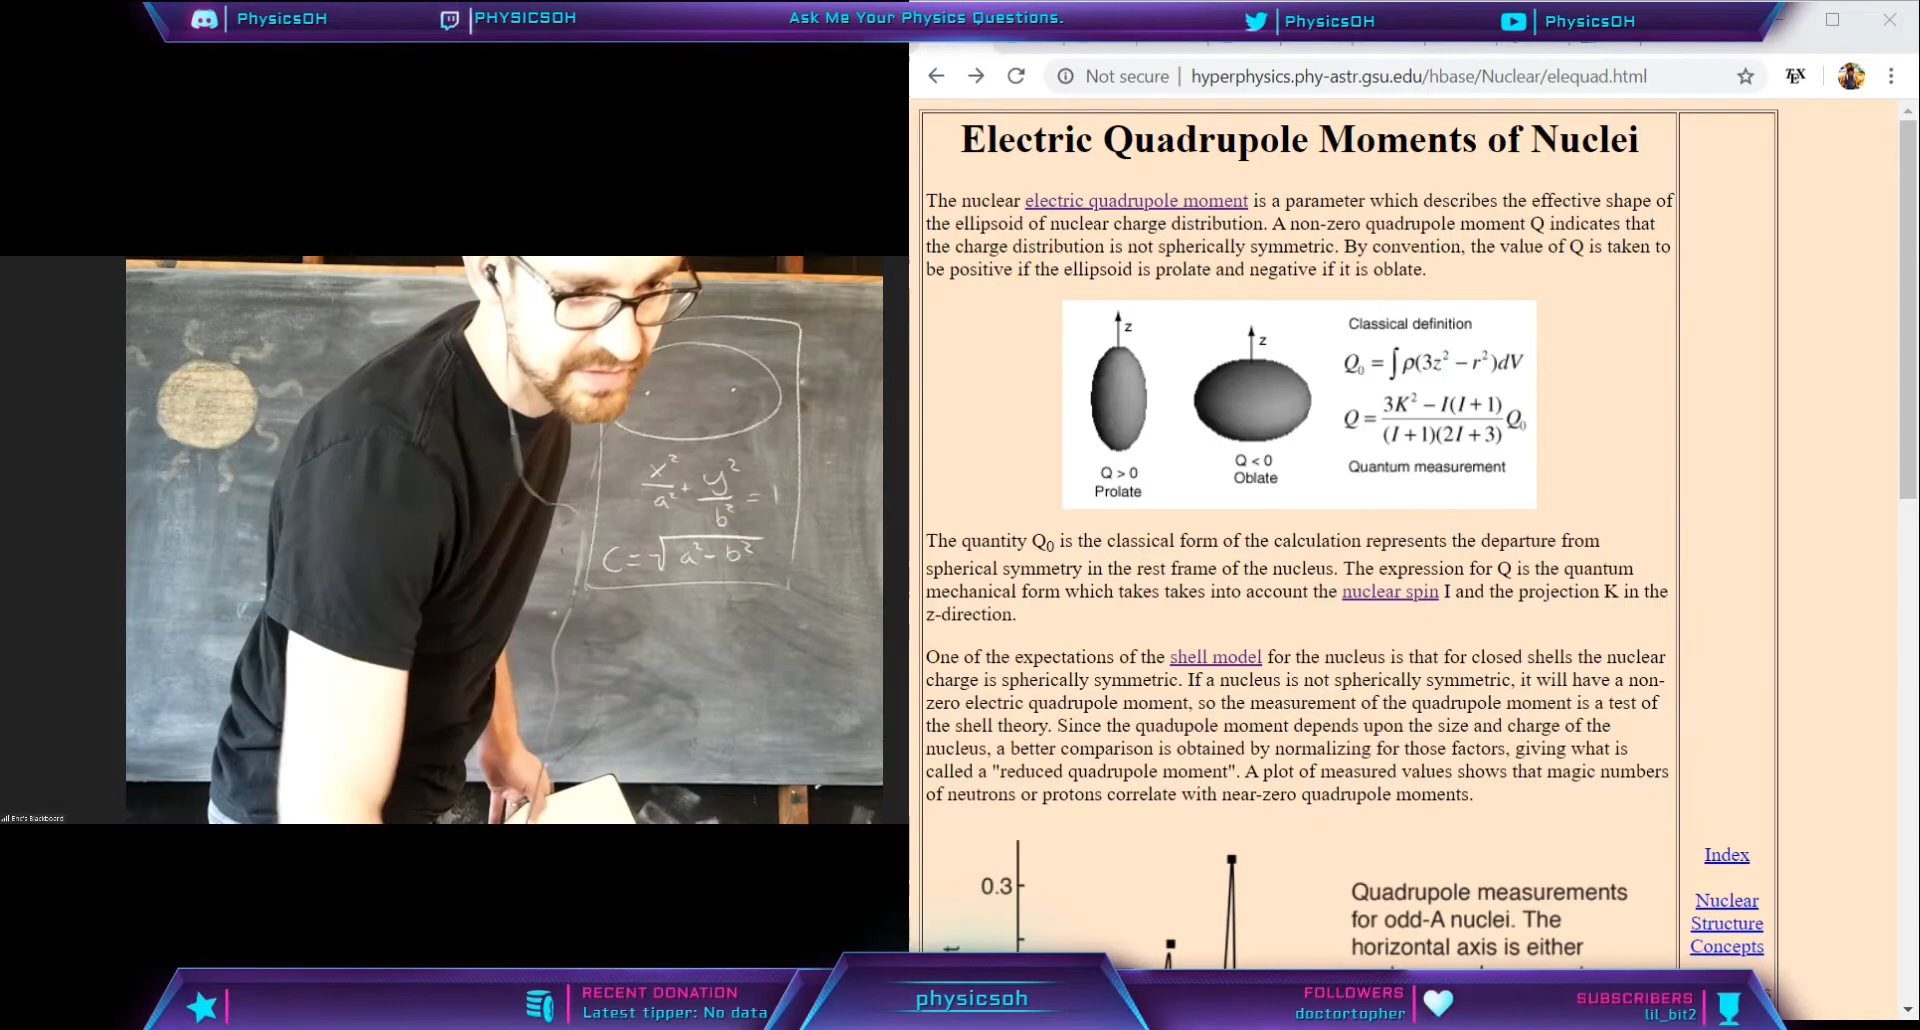 PhysicsOH
PHYSICSOH
Ask Me Your Physics Questions.
PhysicsOH
PhysicsOH
Not secure | hyperphysics.phy-astr.gsu.edu/hbase/Nuclear/elequad.html
TEX
Electric Quadrupole Moments of Nuclei
The nuclear electric quadrupole moment is a parameter which describes the effective shape of
the ellipsoid of nuclear charge distribution. A non-zero quadrupole moment Q indicates that
the charge distribution is not spherically symmetric. By convention, the value of Q is taken to
be positive if the ellipsoid is prolate and negative if it is oblate.
z
z
Q > 0
Prolate
Q < 0
Oblate
Classical definition
Q₀ = ∫ρ(3z² – r²)dV
Q = 3K² – I(I + 1) / (I + 1)(2I + 3) Q₀
Quantum measurement
The quantity Q₀ is the classical form of the calculation represents the departure from
spherical symmetry in the rest frame of the nucleus. The expression for Q is the quantum
mechanical form which takes takes into account the nuclear spin I and the projection K in the
z-direction.
One of the expectations of the shell model for the nucleus is that for closed shells the nuclear
charge is spherically symmetric. If a nucleus is not spherically symmetric, it will have a non-
zero electric quadrupole moment, so the measurement of the quadrupole moment is a test of
the shell theory. Since the quadupole moment depends upon the size and charge of the
nucleus, a better comparison is obtained by normalizing for those factors, giving what is
called a "reduced quadrupole moment". A plot of measured values shows that magic numbers
of neutrons or protons correlate with near-zero quadrupole moments.
0.3
Quadrupole measurements
for odd-A nuclei. The
horizontal axis is either
Index
Nuclear
Structure
Concepts
x²/a² + y²/b² = 1
C = √a² – b²
Eric's Blackboard
RECENT DONATION
Latest tipper: No data
physicsoh
FOLLOWERS
doctortopher
SUBSCRIBERS
lil_bit2